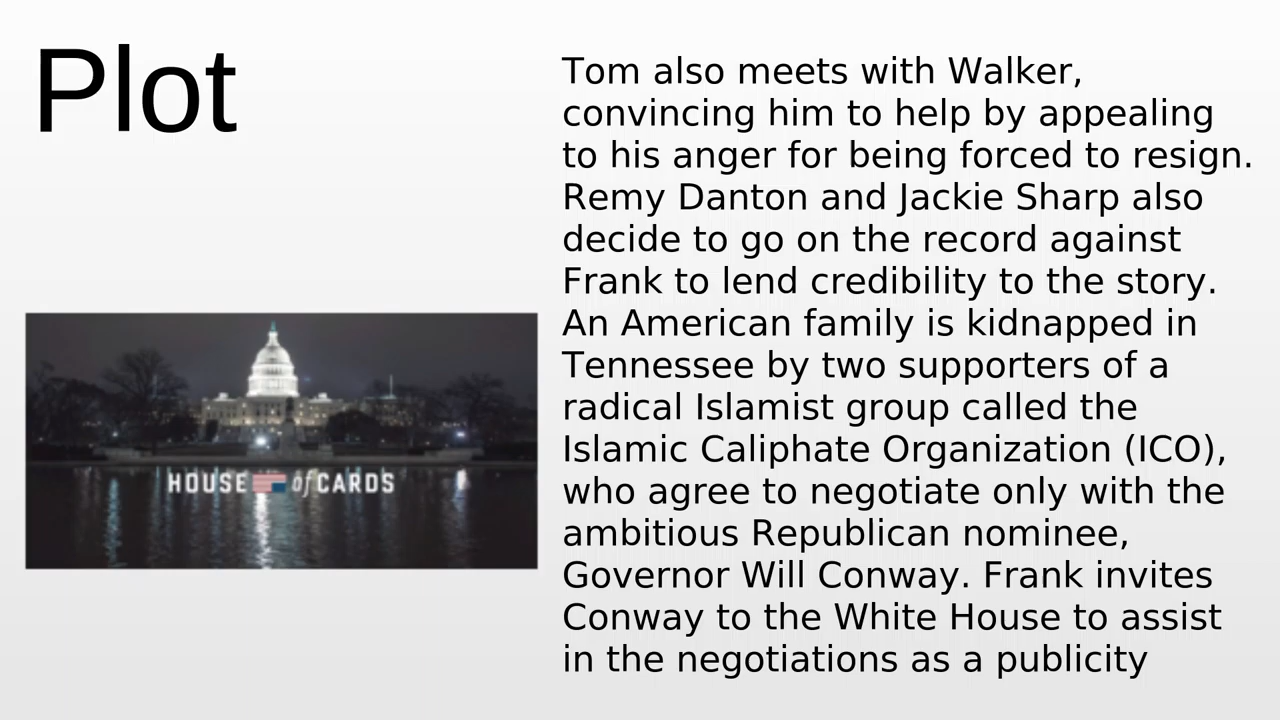 Plot
Tom also meets with Walker,
convincing him to help by appealing
to his anger for being forced to resign.
Remy Danton and Jackie Sharp also
decide to go on the record against
Frank to lend credibility to the story.
An American family is kidnapped in
Tennessee by two supporters of a
radical Islamist group called the
Islamic Caliphate Organization (ICO),
who agree to negotiate only with the
ambitious Republican nominee,
Governor Will Conway. Frank invites
Conway to the White House to assist
in the negotiations as a publicity
HOUSE of CARDS